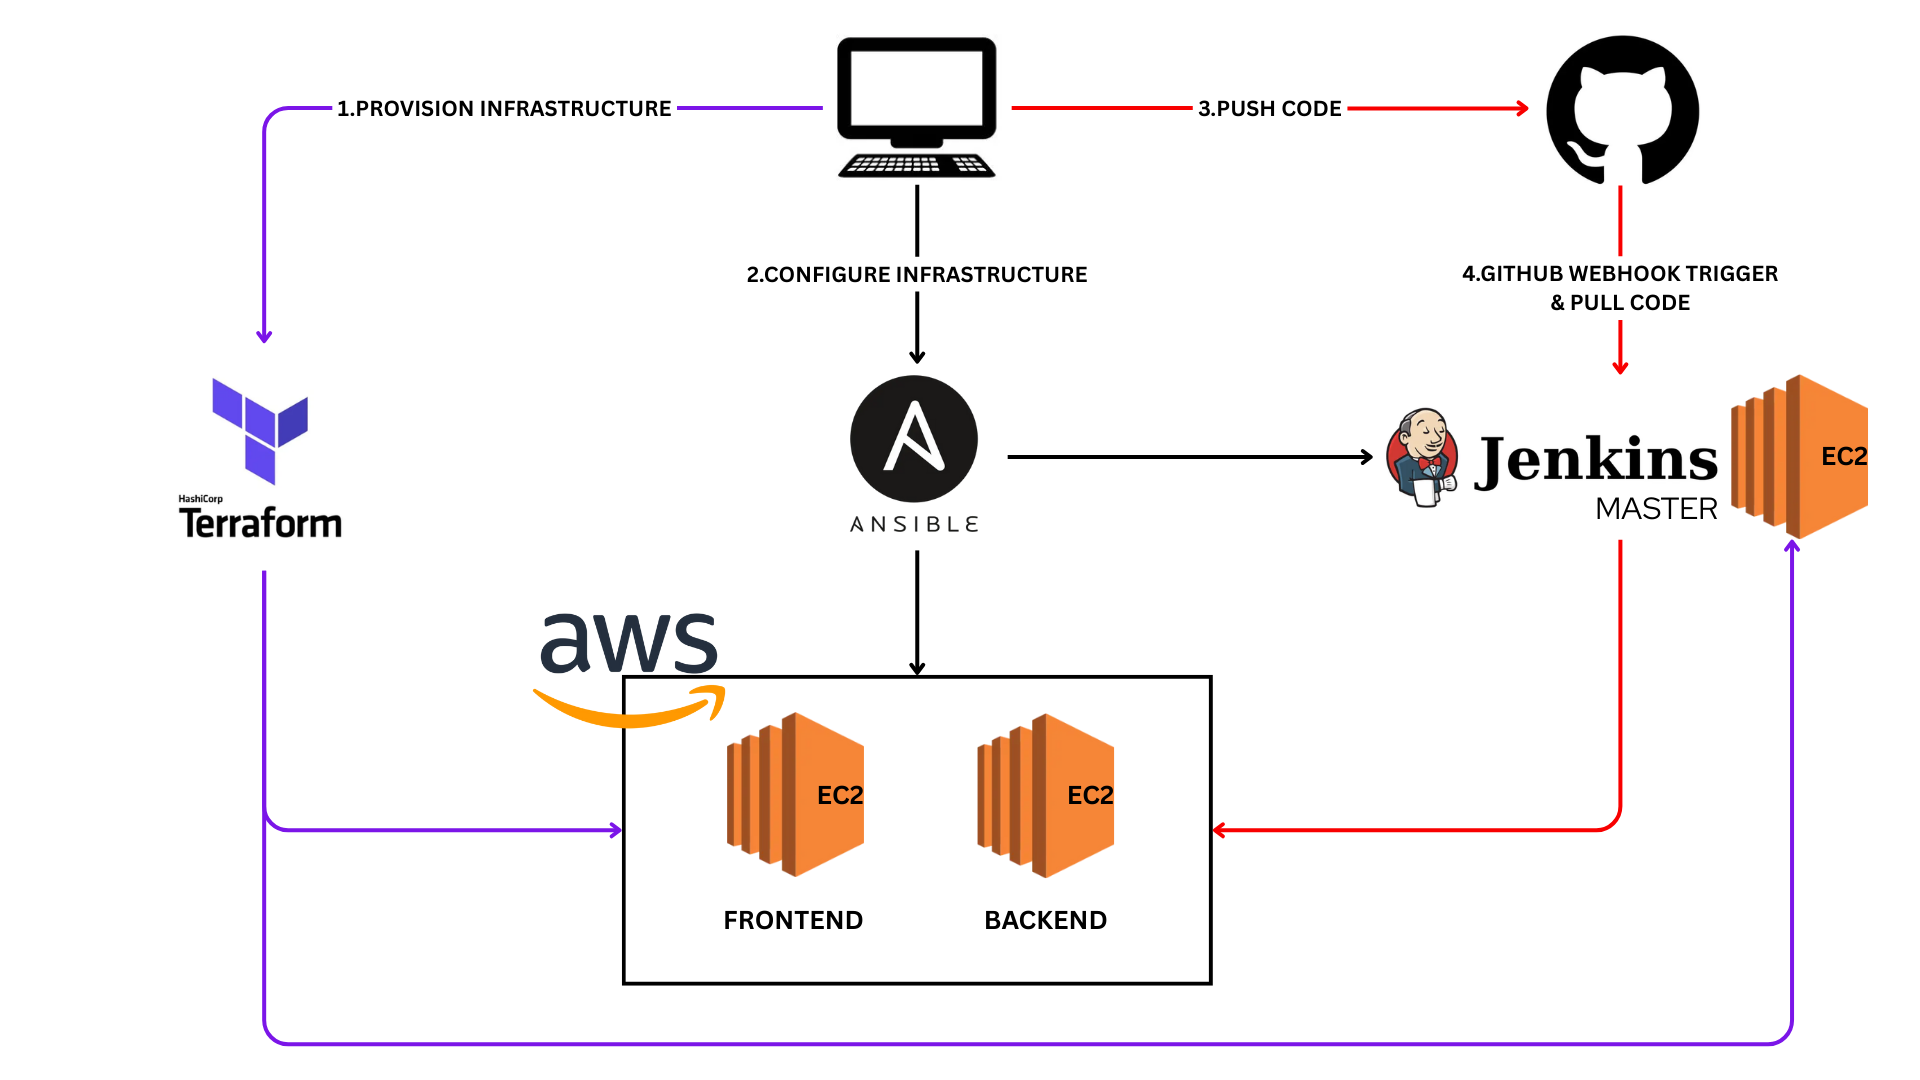 1.PROVISION INFRASTRUCTURE
3.PUSH CODE
2.CONFIGURE INFRASTRUCTURE
4.GITHUB WEBHOOK TRIGGER
& PULL CODE
HashiCorp
Terraform
ANSIBLE
Jenkins
MASTER
EC2
aws
EC2
EC2
FRONTEND
BACKEND